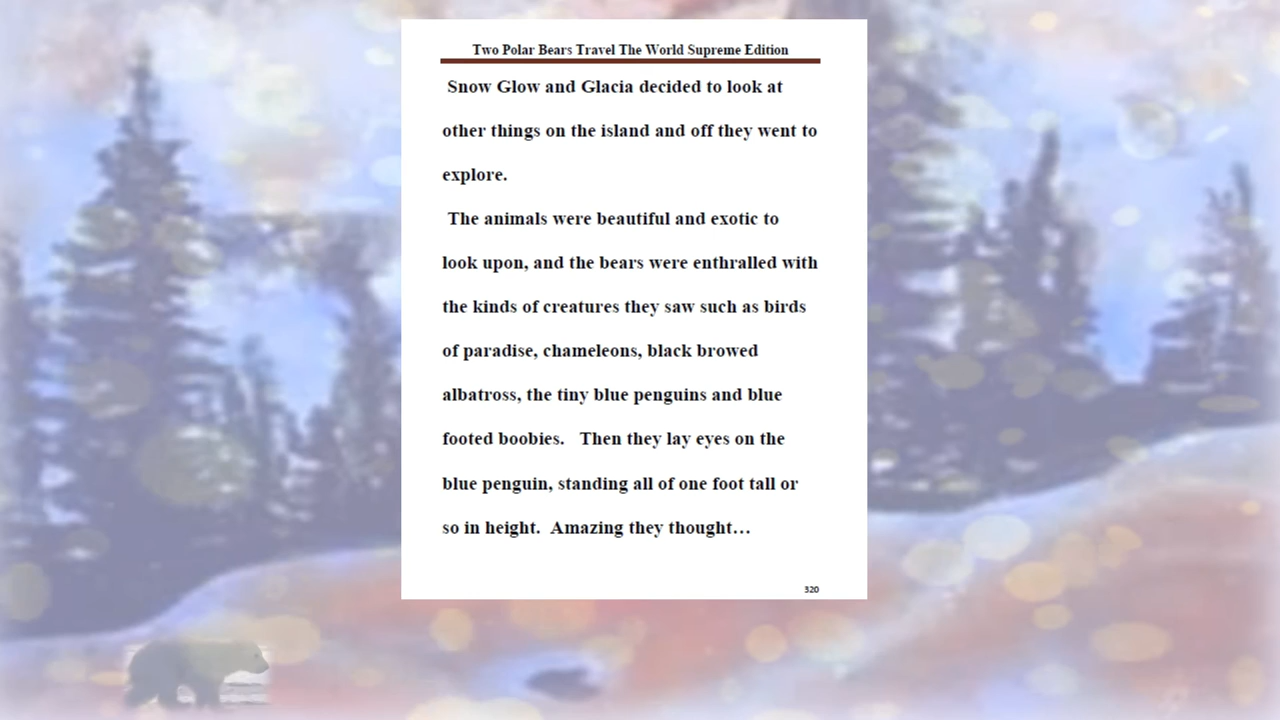 Two Polar Bears Travel The World Supreme Edition
Snow Glow and Glacia decided to look at
other things on the island and off they went to
explore.
The animals were beautiful and exotic to
look upon, and the bears were enthralled with
the kinds of creatures they saw such as birds
of paradise, chameleons, black browed
albatross, the tiny blue penguins and blue
footed boobies.   Then they lay eyes on the
blue penguin, standing all of one foot tall or
so in height.  Amazing they thought…
320